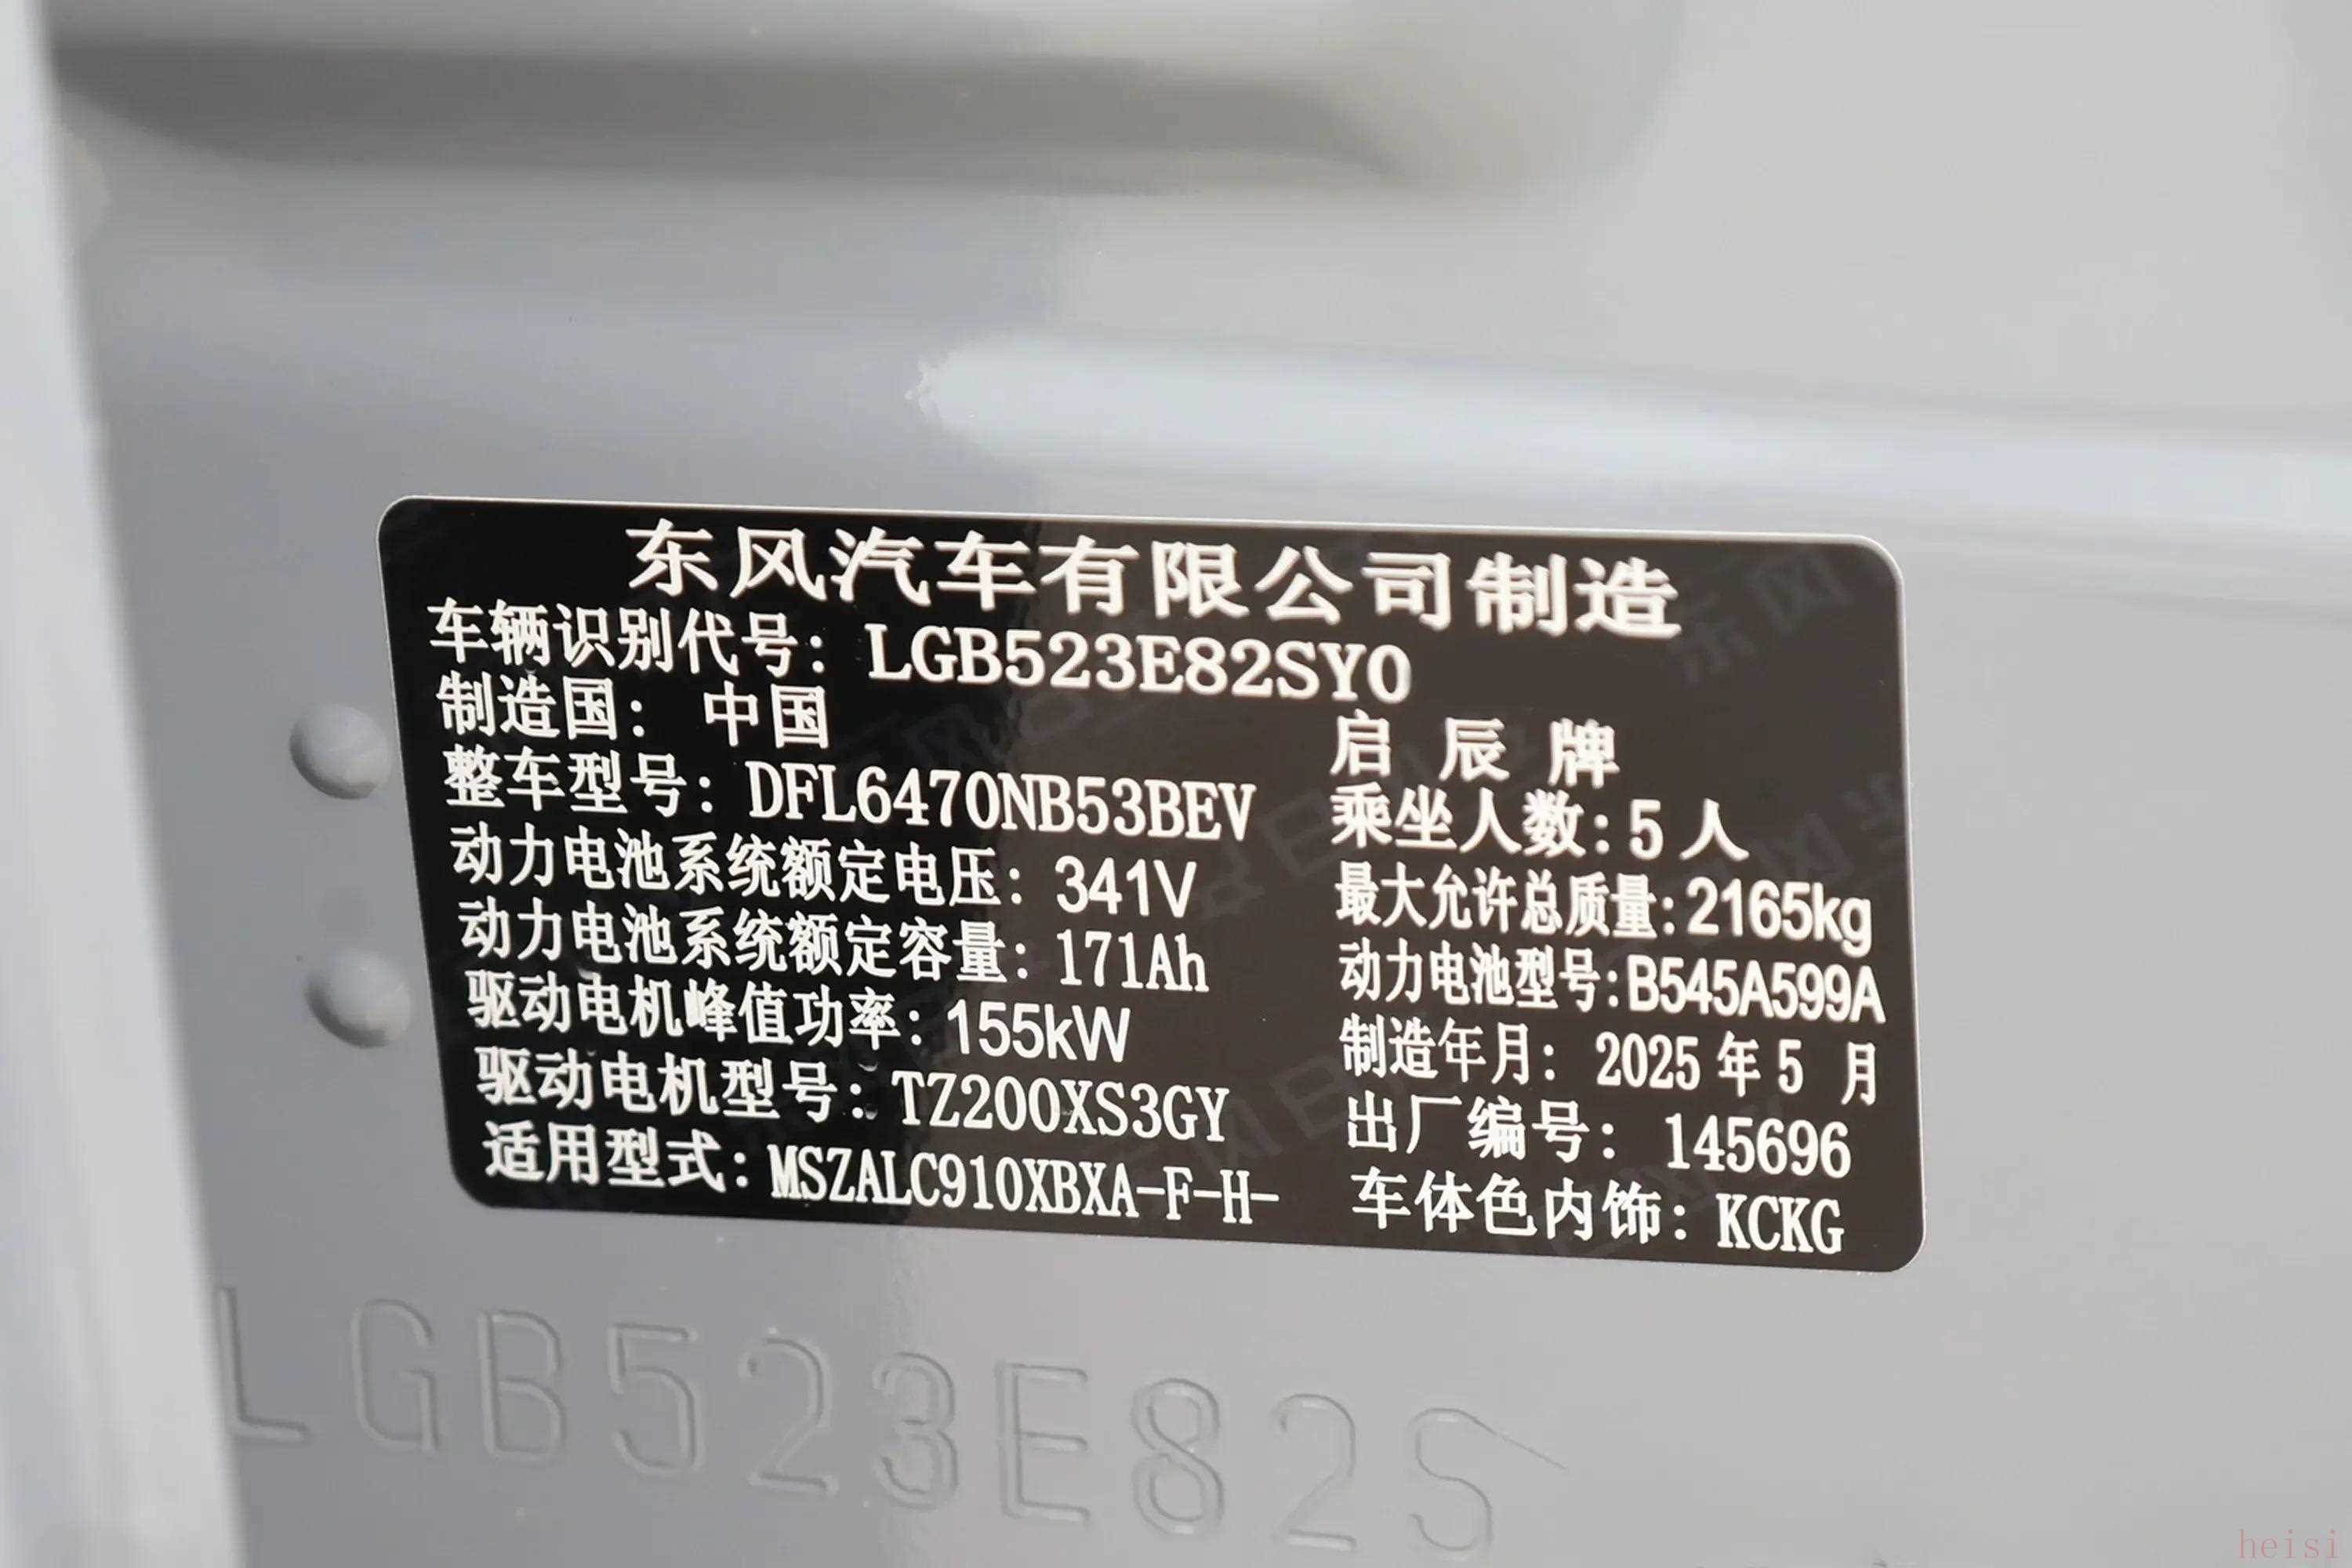 东风汽车有限公司制造
车辆识别代号: LGB523E82SY0
制造国: 中国 启辰牌
整车型号: DFL6470NB53BEV 乘坐人数:5人
动力电池系统额定电压: 341V 最大允许总质量:2165kg
动力电池系统额定容量: 171Ah 动力电池型号:B545A599A
驱动电机峰值功率: 155kW 制造年月: 2025年5月
驱动电机型号: TZ200XS3GY 出厂编号: 145696
适用型式: MSZALC910XBXA-F-H- 车体色内饰: KCKG
LGB523E82S
heisi